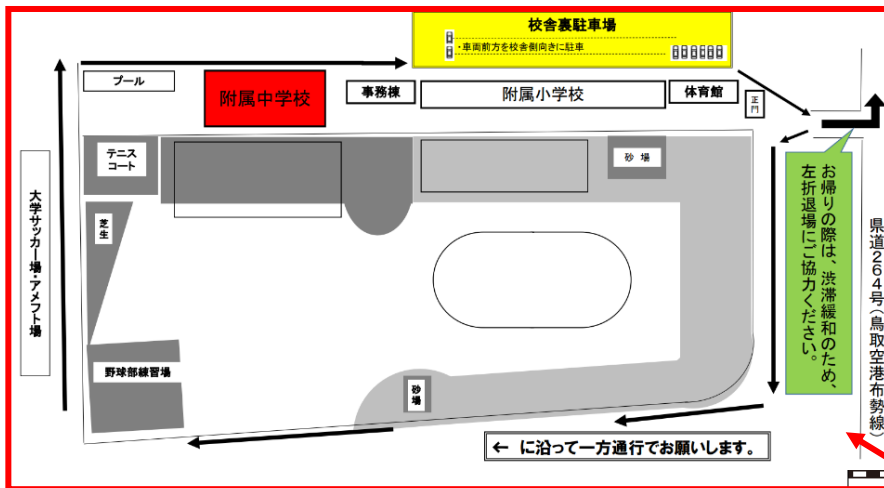 校舎裏駐車場
・車両前方を校舎側向きに駐車
プール
附属中学校
事務棟
附属小学校
体育館
正門
テニス
コート
砂 場
芝生
大学サッカー場・アメフト場
野球部練習場
砂場
お帰りの際は、渋滞緩和のため、
左折退場にご協力ください。
県道264号(鳥取空港布勢線)
← に沿って一方通行でお願いします。